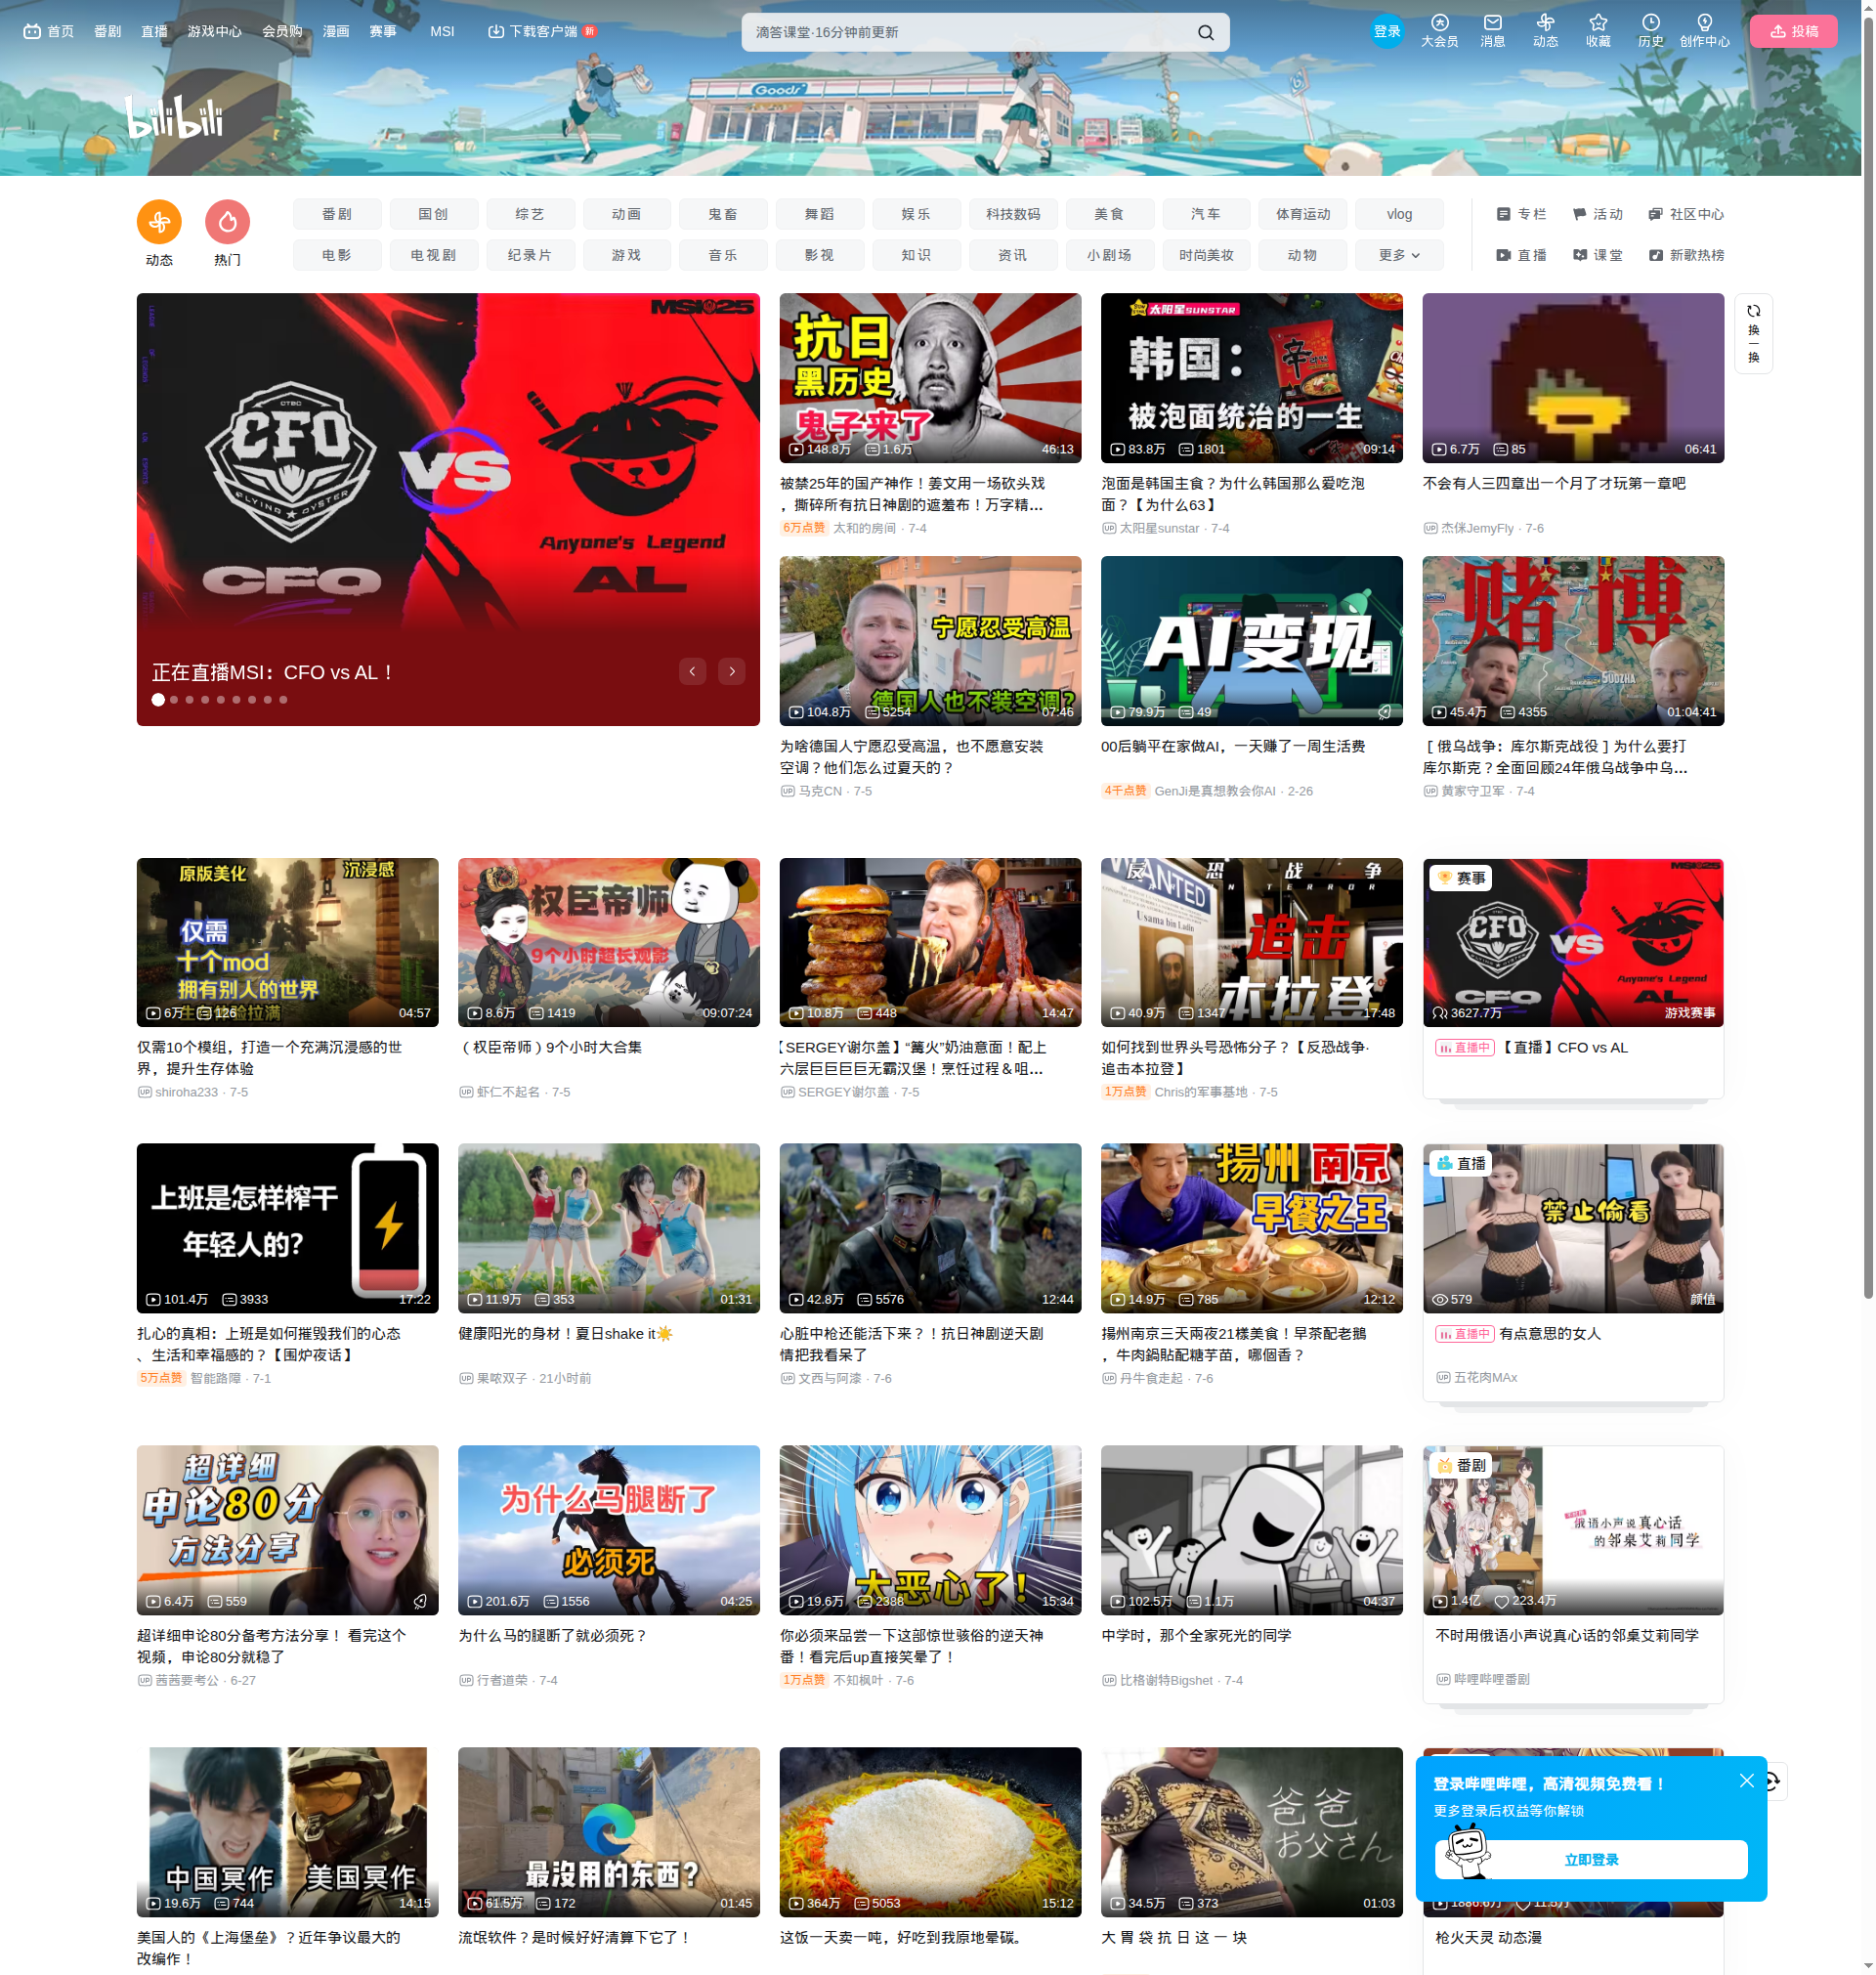 首页 番剧 直播 游戏中心 会员购 漫画 赛事 MSI 下载客户端 新
滴答课堂·16分钟前更新
登录 大会员 消息 动态 收藏 历史 创作中心 投稿
Goods
bilibili
动态 热门
番剧 国创 综艺 动画 鬼畜 舞蹈 娱乐 科技数码 美食 汽车 体育运动 vlog
专栏 活动 社区中心
电影 电视剧 纪录片 游戏 音乐 影视 知识 资讯 小剧场 时尚美妆 动物 更多
直播 课堂 新歌热榜
MSI 25
CTBC
CFO
FLYING OYSTER
VS
Anyone's Legend
CFO
AL
正在直播MSI：CFO vs AL！
抗日
黑历史
鬼子来了
148.8万 1.6万 46:13
被禁25年的国产神作！姜文用一场砍头戏
，撕碎所有抗日神剧的遮羞布！万字精...
6万点赞 太和的房间 · 7-4
太阳星SUNSTAR
韩国：
被泡面统治的一生
83.8万 1801 09:14
泡面是韩国主食？为什么韩国那么爱吃泡
面？【为什么63】
太阳星sunstar · 7-4
6.7万 85 06:41
不会有人三四章出一个月了才玩第一章吧
杰侎JemyFly · 7-6
换一换
宁愿忍受高温
德国人也不装空调？
104.8万 5254 07:46
为啥德国人宁愿忍受高温，也不愿意安装
空调？他们怎么过夏天的？
马克CN · 7-5
AI变现
79.9万 49
00后躺平在家做AI，一天赚了一周生活费
4千点赞 GenJi是真想教会你AI · 2-26
赌博
SUDZHA
45.4万 4355 01:04:41
［俄乌战争：库尔斯克战役］为什么要打
库尔斯克？全面回顾24年俄乌战争中乌...
黄家守卫军 · 7-4
原版美化 沉浸感
仅需
十个mod
拥有别人的世界
生存体验拉满
6万 126 04:57
仅需10个模组，打造一个充满沉浸感的世
界，提升生存体验
shiroha233 · 7-5
权臣帝师
9个小时超长观影
8.6万 1419 09:07:24
（权臣帝师）9个小时大合集
虾仁不起名 · 7-5
10.8万 448 14:47
【SERGEY谢尔盖】“篝火”奶油意面！配上
六层巨巨巨巨无霸汉堡！烹饪过程＆咀...
SERGEY谢尔盖 · 7-5
反恐战争
WANTED
Usama bin Ladin
追击
本拉登
40.9万 1347 17:48
如何找到世界头号恐怖分子？【反恐战争·
追击本拉登】
1万点赞 Chris的军事基地 · 7-5
赛事
MSI 25
CFO VS
Anyone's Legend
CFO AL
3627.7万 游戏赛事
直播中 【直播】CFO vs AL
上班是怎样榨干
年轻人的?
101.4万 3933 17:22
扎心的真相：上班是如何摧毁我们的心态
、生活和幸福感的？【围炉夜话】
5万点赞 智能路障 · 7-1
11.9万 353 01:31
健康阳光的身材！夏日shake it☀️
果哝双子 · 21小时前
42.8万 5576 12:44
心脏中枪还能活下来？！抗日神剧逆天剧
情把我看呆了
文西与阿漆 · 7-6
揚州 南京
早餐之王
14.9万 785 12:12
揚州南京三天兩夜21樣美食！早茶配老鵝
，牛肉鍋貼配糖芋苗，哪個香？
丹牛食走起 · 7-6
直播
禁止偷看
579 颜值
直播中 有点意思的女人
五花肉MAx
超详细
申论80分
方法分享
6.4万 559
超详细申论80分备考方法分享！ 看完这个
视频，申论80分就稳了
茜茜要考公 · 6-27
为什么马腿断了
必须死
201.6万 1556 04:25
为什么马的腿断了就必须死？
行者道荣 · 7-4
太恶心了！
19.6万 2388 15:34
你必须来品尝一下这部惊世骇俗的逆天神
番！看完后up直接笑晕了！
1万点赞 不知枫叶 · 7-6
102.5万 1.1万 04:37
中学时，那个全家死光的同学
比格谢特Bigshet · 7-4
番剧
不时用
俄语小声说真心话
的邻桌艾莉同学
1.4亿 223.4万
不时用俄语小声说真心话的邻桌艾莉同学
哔哩哔哩番剧
中国冥作 美国冥作
19.6万 744 14:15
美国人的《上海堡垒》？近年争议最大的
改编作！
最没用的东西?
61.5万 172 01:45
流氓软件？是时候好好清算下它了！
364万 5053 15:12
这饭一天卖一吨，好吃到我原地晕碳。
爸爸
お父さん
34.5万 373 01:03
大 胃 袋 抗 日 这 一 块
登录哔哩哔哩，高清视频免费看！
更多登录后权益等你解锁
立即登录
枪火天灵 动态漫